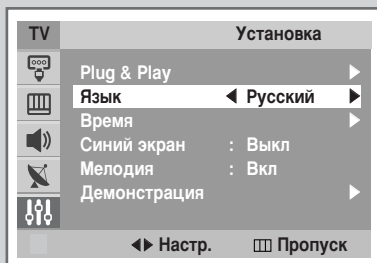 TV Установка
Plug & Play
Язык Русский
Время
Синий экран : Выкл
Мелодия : Вкл
Демонстрация
Настр. Пропуск